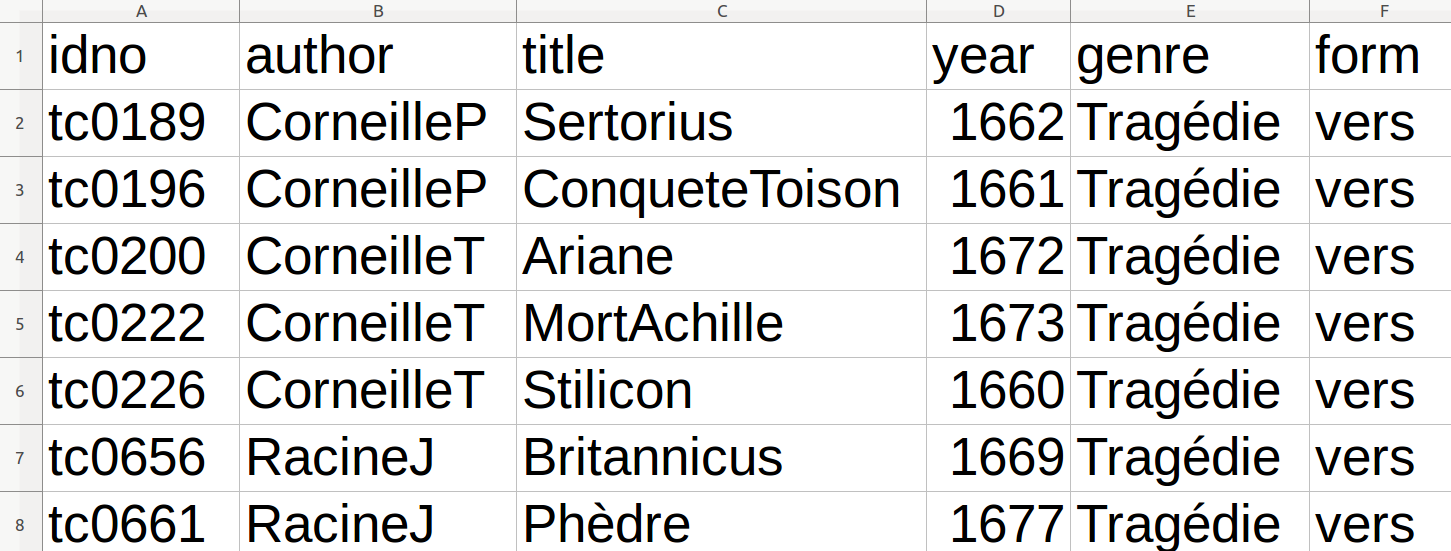 A B C D E F
1 idno author title year genre form
2 tc0189 CorneilleP Sertorius 1662 Tragédie vers
3 tc0196 CorneilleP ConqueteToison 1661 Tragédie vers
4 tc0200 CorneilleT Ariane 1672 Tragédie vers
5 tc0222 CorneilleT MortAchille 1673 Tragédie vers
6 tc0226 CorneilleT Stilicon 1660 Tragédie vers
7 tc0656 RacineJ Britannicus 1669 Tragédie vers
8 tc0661 RacineJ Phèdre 1677 Tragédie vers